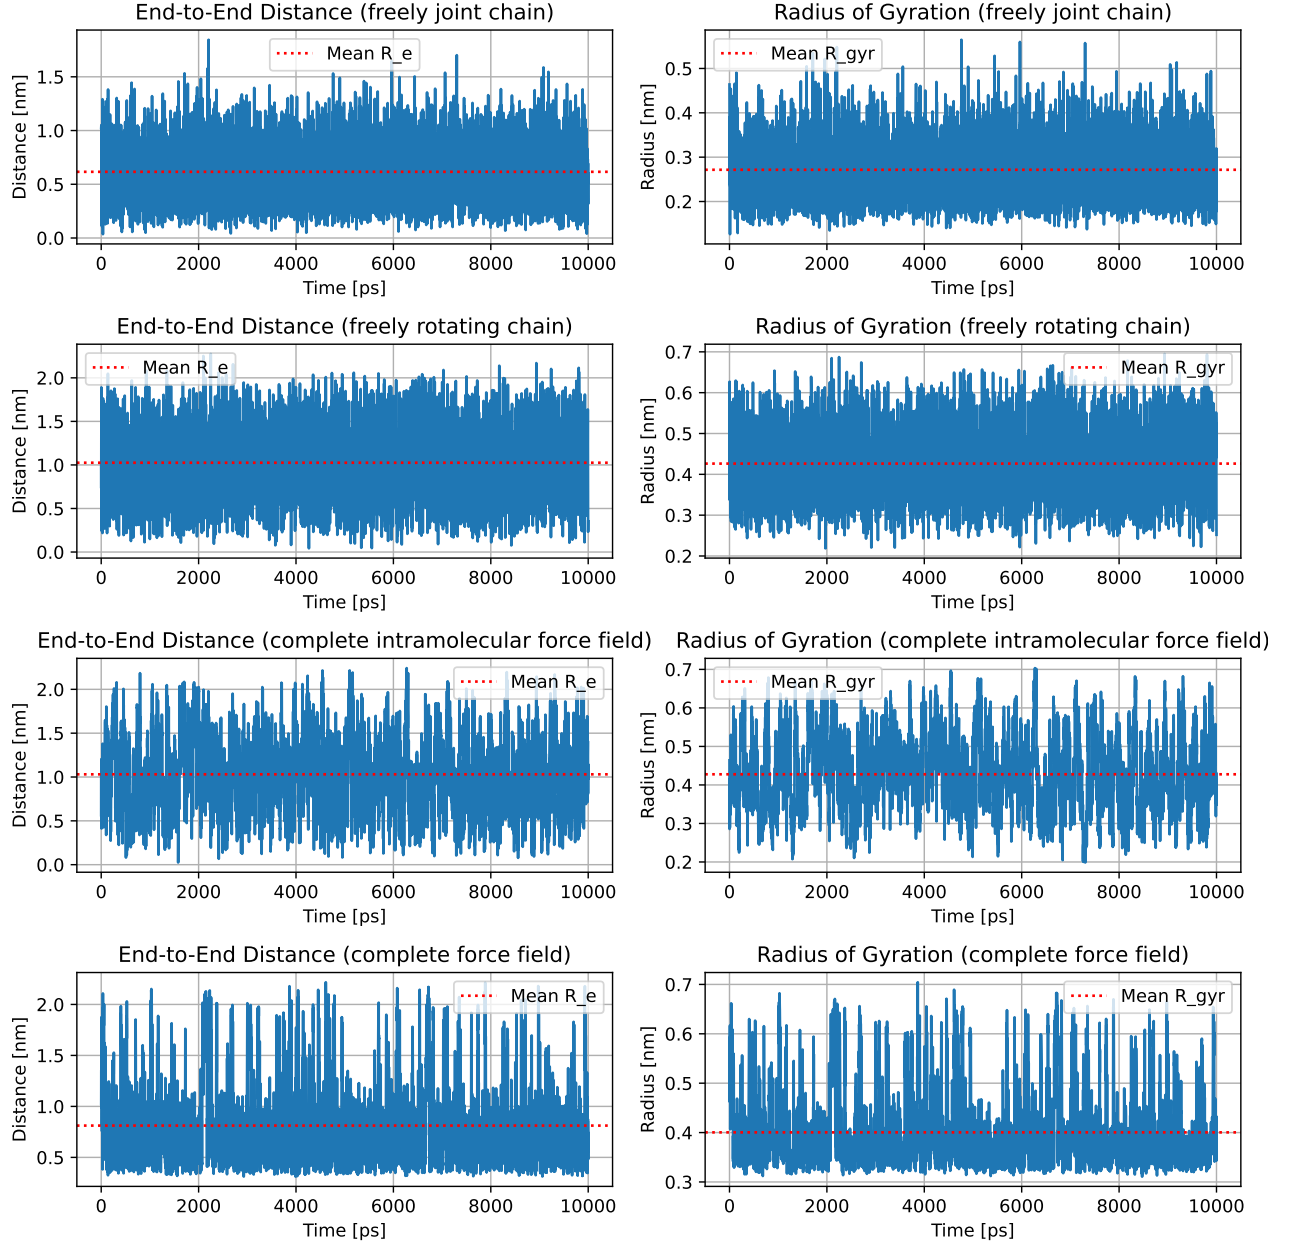 End-to-End Distance (freely joint chain)
Distance [nm]
1.5
1.0
0.5
0.0
Mean R_e
0 2000 4000 6000 8000 10000
Time [ps]
Radius of Gyration (freely joint chain)
Radius [nm]
0.5
0.4
0.3
0.2
Mean R_gyr
0 2000 4000 6000 8000 10000
Time [ps]
End-to-End Distance (freely rotating chain)
Distance [nm]
2.0
1.5
1.0
0.5
0.0
Mean R_e
0 2000 4000 6000 8000 10000
Time [ps]
Radius of Gyration (freely rotating chain)
Radius [nm]
0.7
0.6
0.5
0.4
0.3
0.2
Mean R_gyr
0 2000 4000 6000 8000 10000
Time [ps]
End-to-End Distance (complete intramolecular force field)
Distance [nm]
2.0
1.5
1.0
0.5
0.0
Mean R_e
0 2000 4000 6000 8000 10000
Time [ps]
Radius of Gyration (complete intramolecular force field)
Radius [nm]
0.7
0.6
0.5
0.4
0.3
0.2
Mean R_gyr
0 2000 4000 6000 8000 10000
Time [ps]
End-to-End Distance (complete force field)
Distance [nm]
2.0
1.5
1.0
0.5
Mean R_e
0 2000 4000 6000 8000 10000
Time [ps]
Radius of Gyration (complete force field)
Radius [nm]
0.7
0.6
0.5
0.4
0.3
Mean R_gyr
0 2000 4000 6000 8000 10000
Time [ps]